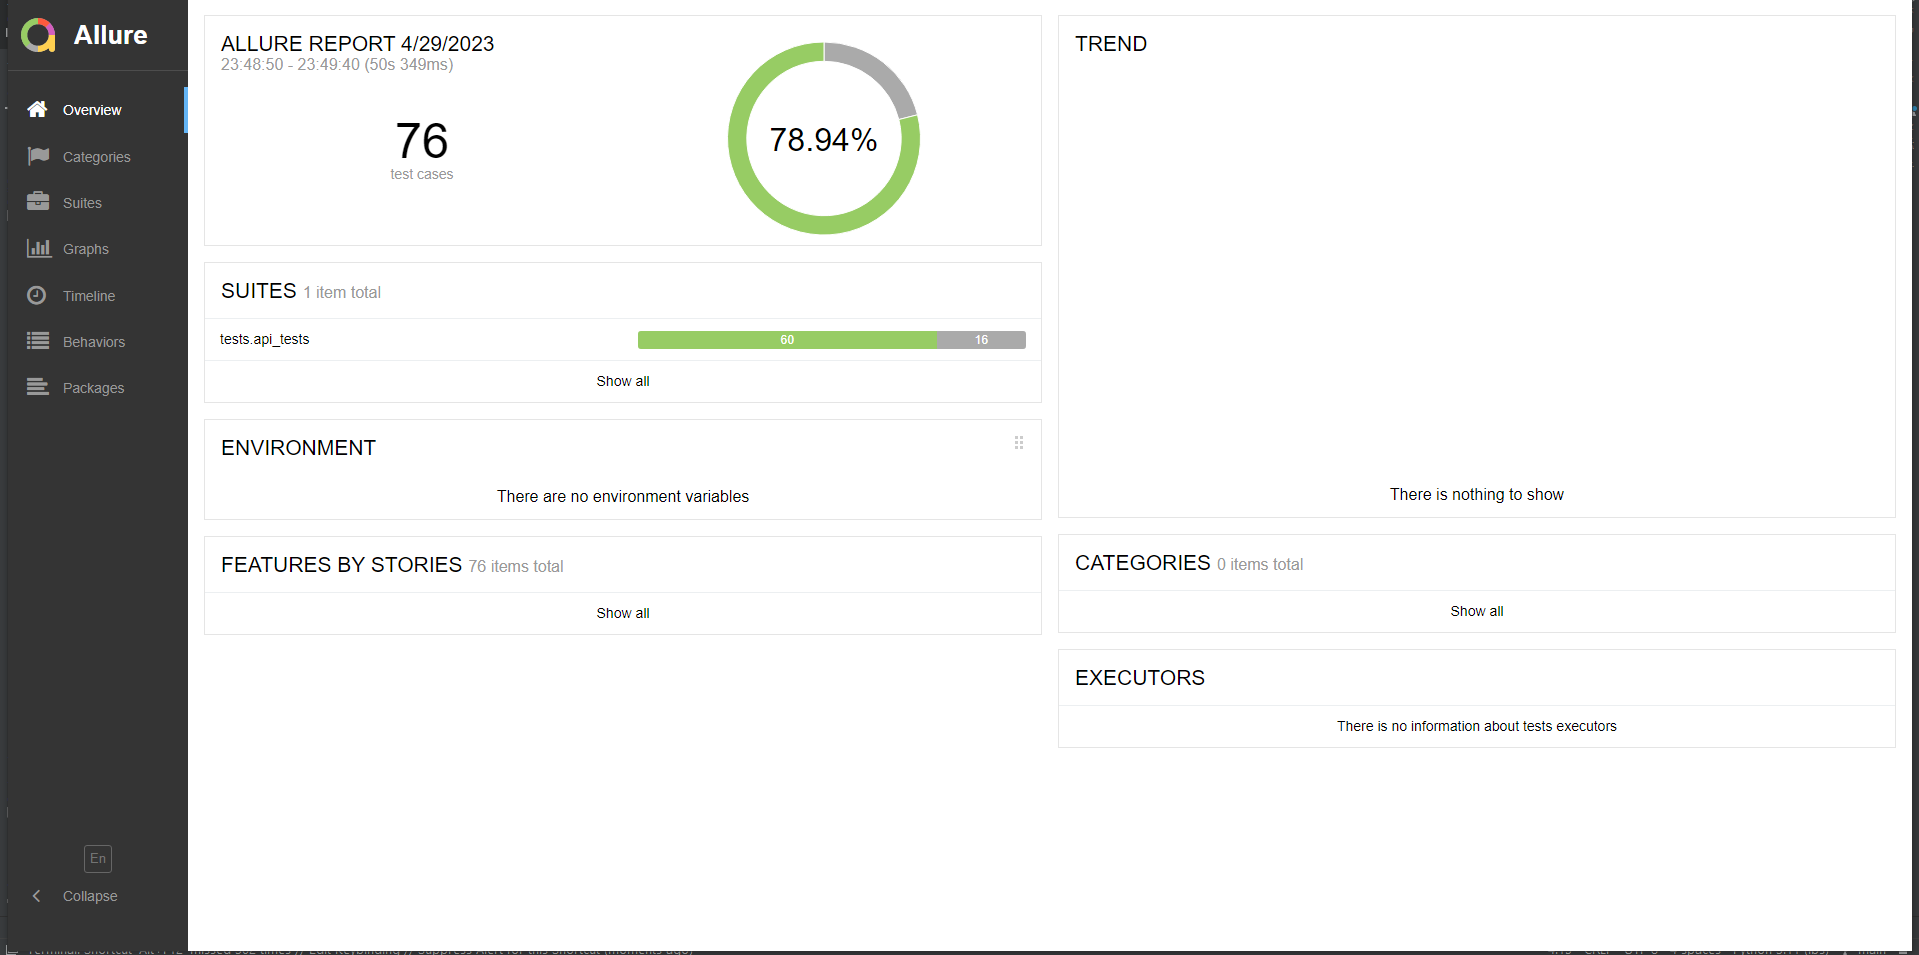 Allure
Overview
Categories
Suites
Graphs
Timeline
Behaviors
Packages
En
Collapse
ALLURE REPORT 4/29/2023
23:48:50 - 23:49:40 (50s 349ms)
76
test cases
78.94%
SUITES 1 item total
tests.api_tests
60 16
Show all
ENVIRONMENT
There are no environment variables
FEATURES BY STORIES 76 items total
Show all
TREND
There is nothing to show
CATEGORIES 0 items total
Show all
EXECUTORS
There is no information about tests executors